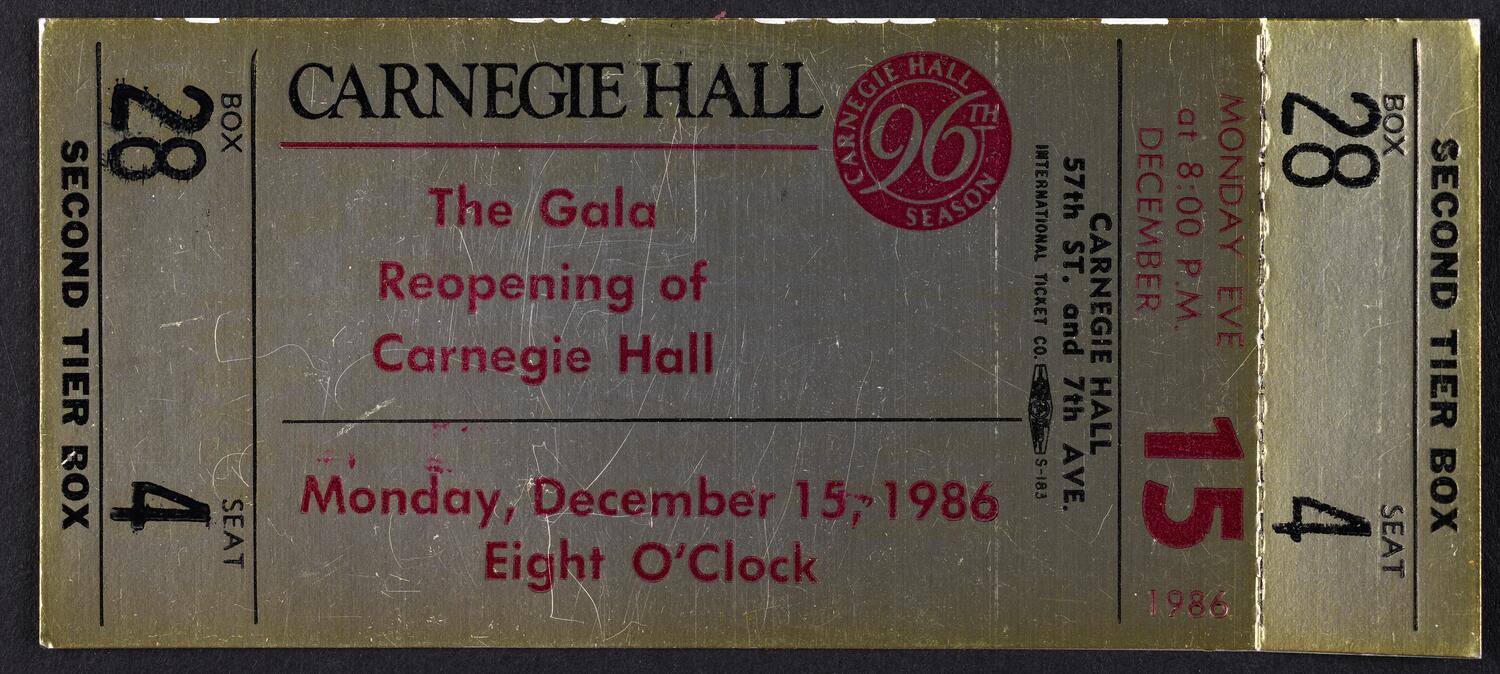 SECOND TIER BOX
BOX
28
SEAT
4
CARNEGIE HALL
CARNEGIE HALL
96TH
SEASON
The Gala
Reopening of
Carnegie Hall
Monday, December 15, 1986
Eight O'Clock
CARNEGIE HALL
57th ST. and 7th AVE.
INTERNATIONAL TICKET CO. S-183
MONDAY EVE
at 8:00 P.M.
DECEMBER
15
1986
BOX
28
SEAT
4
SECOND TIER BOX